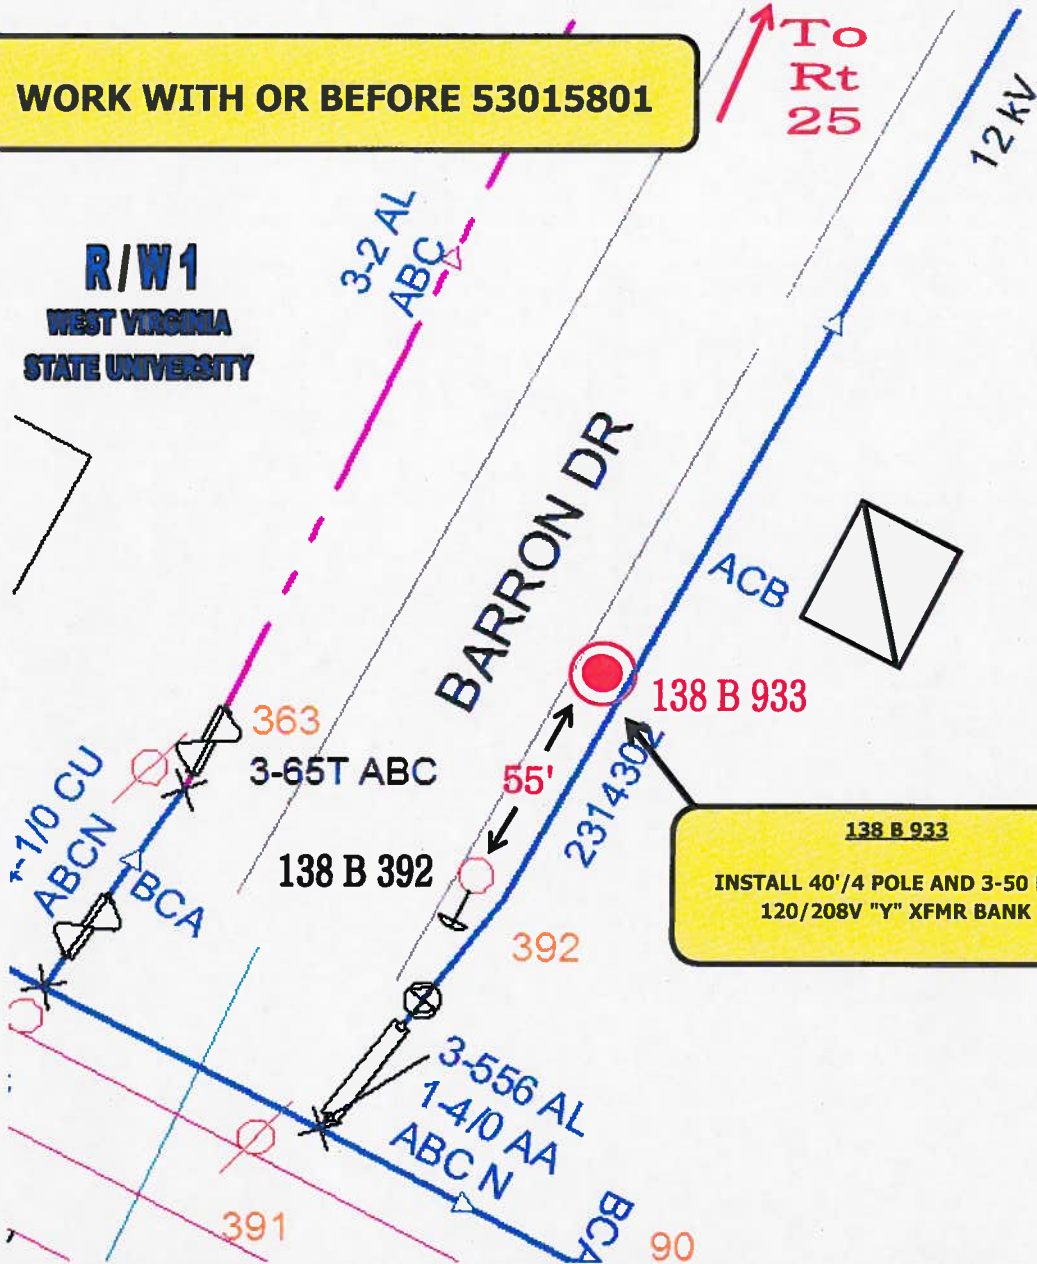 WORK WITH OR BEFORE 53015801
To
Rt
25
12 kV
R/W 1
WEST VIRGINIA
STATE UNIVERSITY
3-2 AL
ABC
BARRON DR
ACB
138 B 933
363
3-65T ABC
55'
2314302
1/0 CU
ABCN
BCA
138 B 392
392
138 B 933
INSTALL 40'/4 POLE AND 3-50
120/208V "Y" XFMR BANK
3-556 AL
1-4/0 AA
ABC N
391
BCA
90